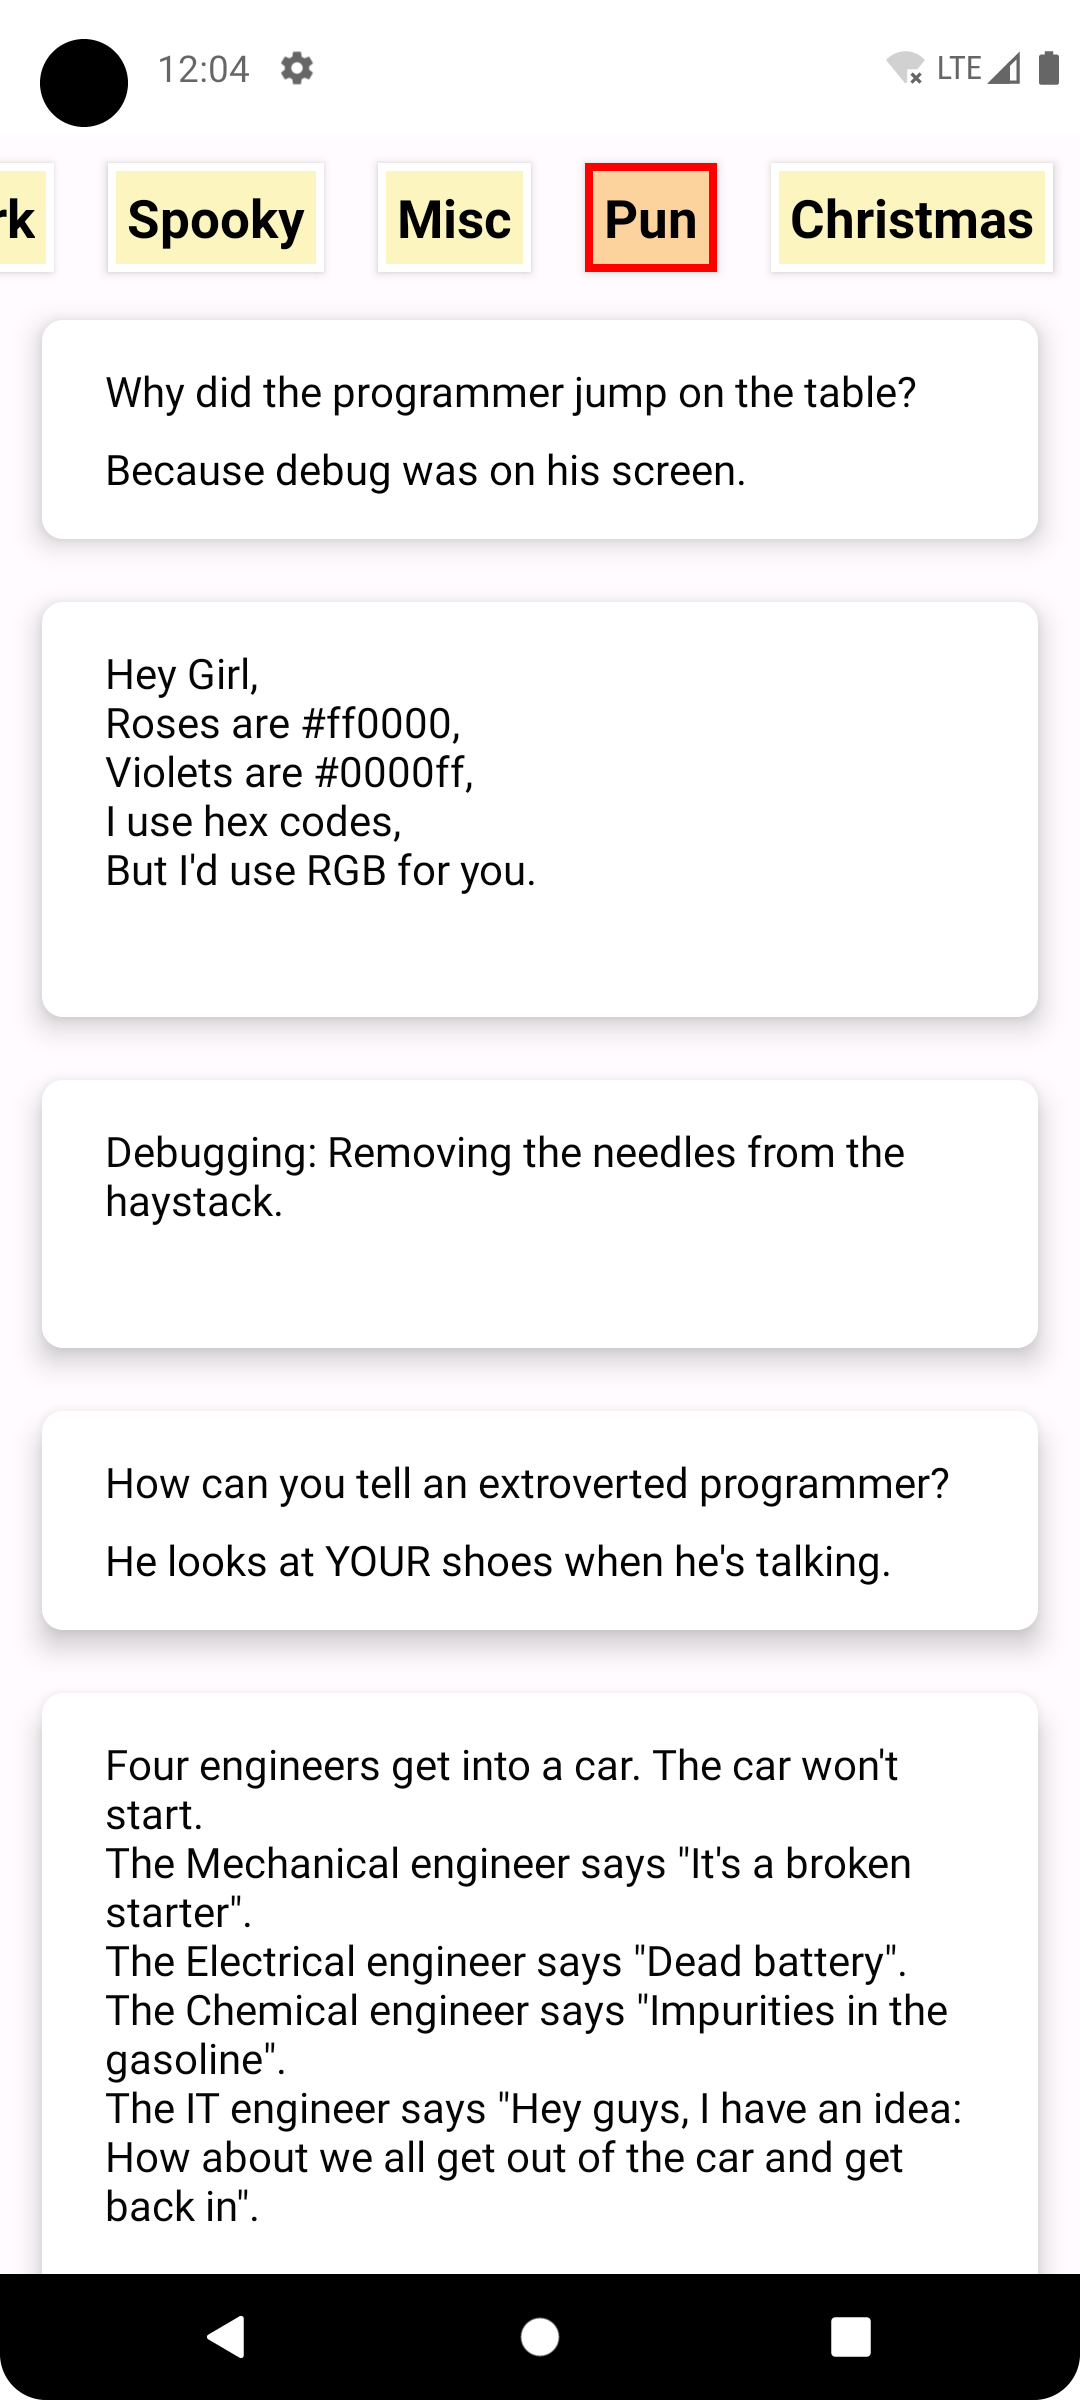 12:04
LTE
rk
Spooky
Misc
Pun
Christmas
Why did the programmer jump on the table?
Because debug was on his screen.
Hey Girl,
Roses are #ff0000,
Violets are #0000ff,
I use hex codes,
But I'd use RGB for you.
Debugging: Removing the needles from the
haystack.
How can you tell an extroverted programmer?
He looks at YOUR shoes when he's talking.
Four engineers get into a car. The car won't
start.
The Mechanical engineer says "It's a broken
starter".
The Electrical engineer says "Dead battery".
The Chemical engineer says "Impurities in the
gasoline".
The IT engineer says "Hey guys, I have an idea:
How about we all get out of the car and get
back in".